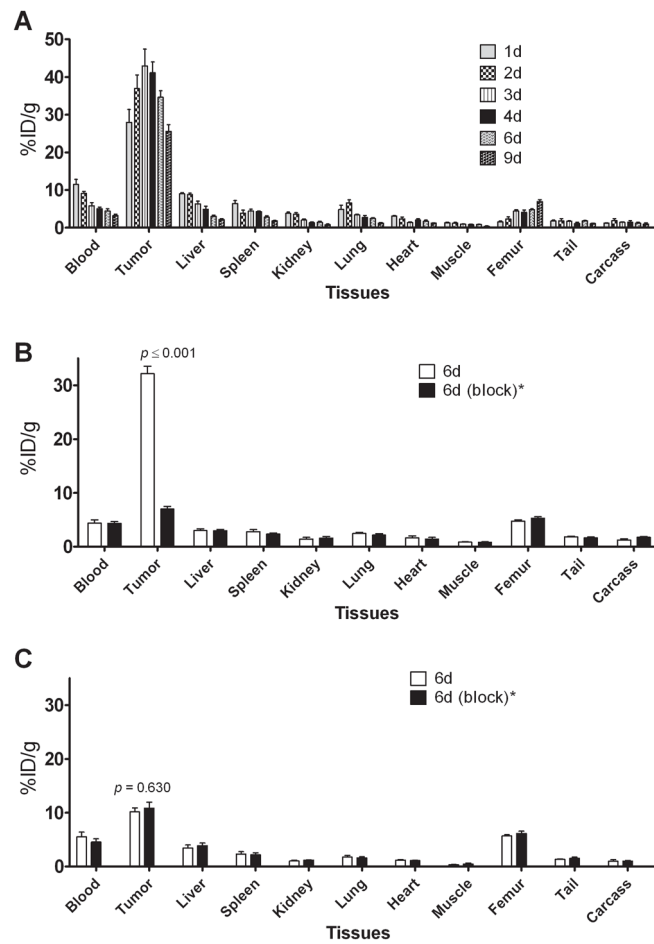 A
50
40
30
20
10
0
%ID/g
1d
2d
3d
4d
6d
9d
Blood
Tumor
Liver
Spleen
Kidney
Lung
Heart
Muscle
Femur
Tail
Carcass
Tissues
B
p ≤ 0.001
30
20
10
0
%ID/g
6d
6d (block)*
Blood
Tumor
Liver
Spleen
Kidney
Lung
Heart
Muscle
Femur
Tail
Carcass
Tissues
C
30
20
10
0
%ID/g
6d
6d (block)*
p = 0.630
Blood
Tumor
Liver
Spleen
Kidney
Lung
Heart
Muscle
Femur
Tail
Carcass
Tissues